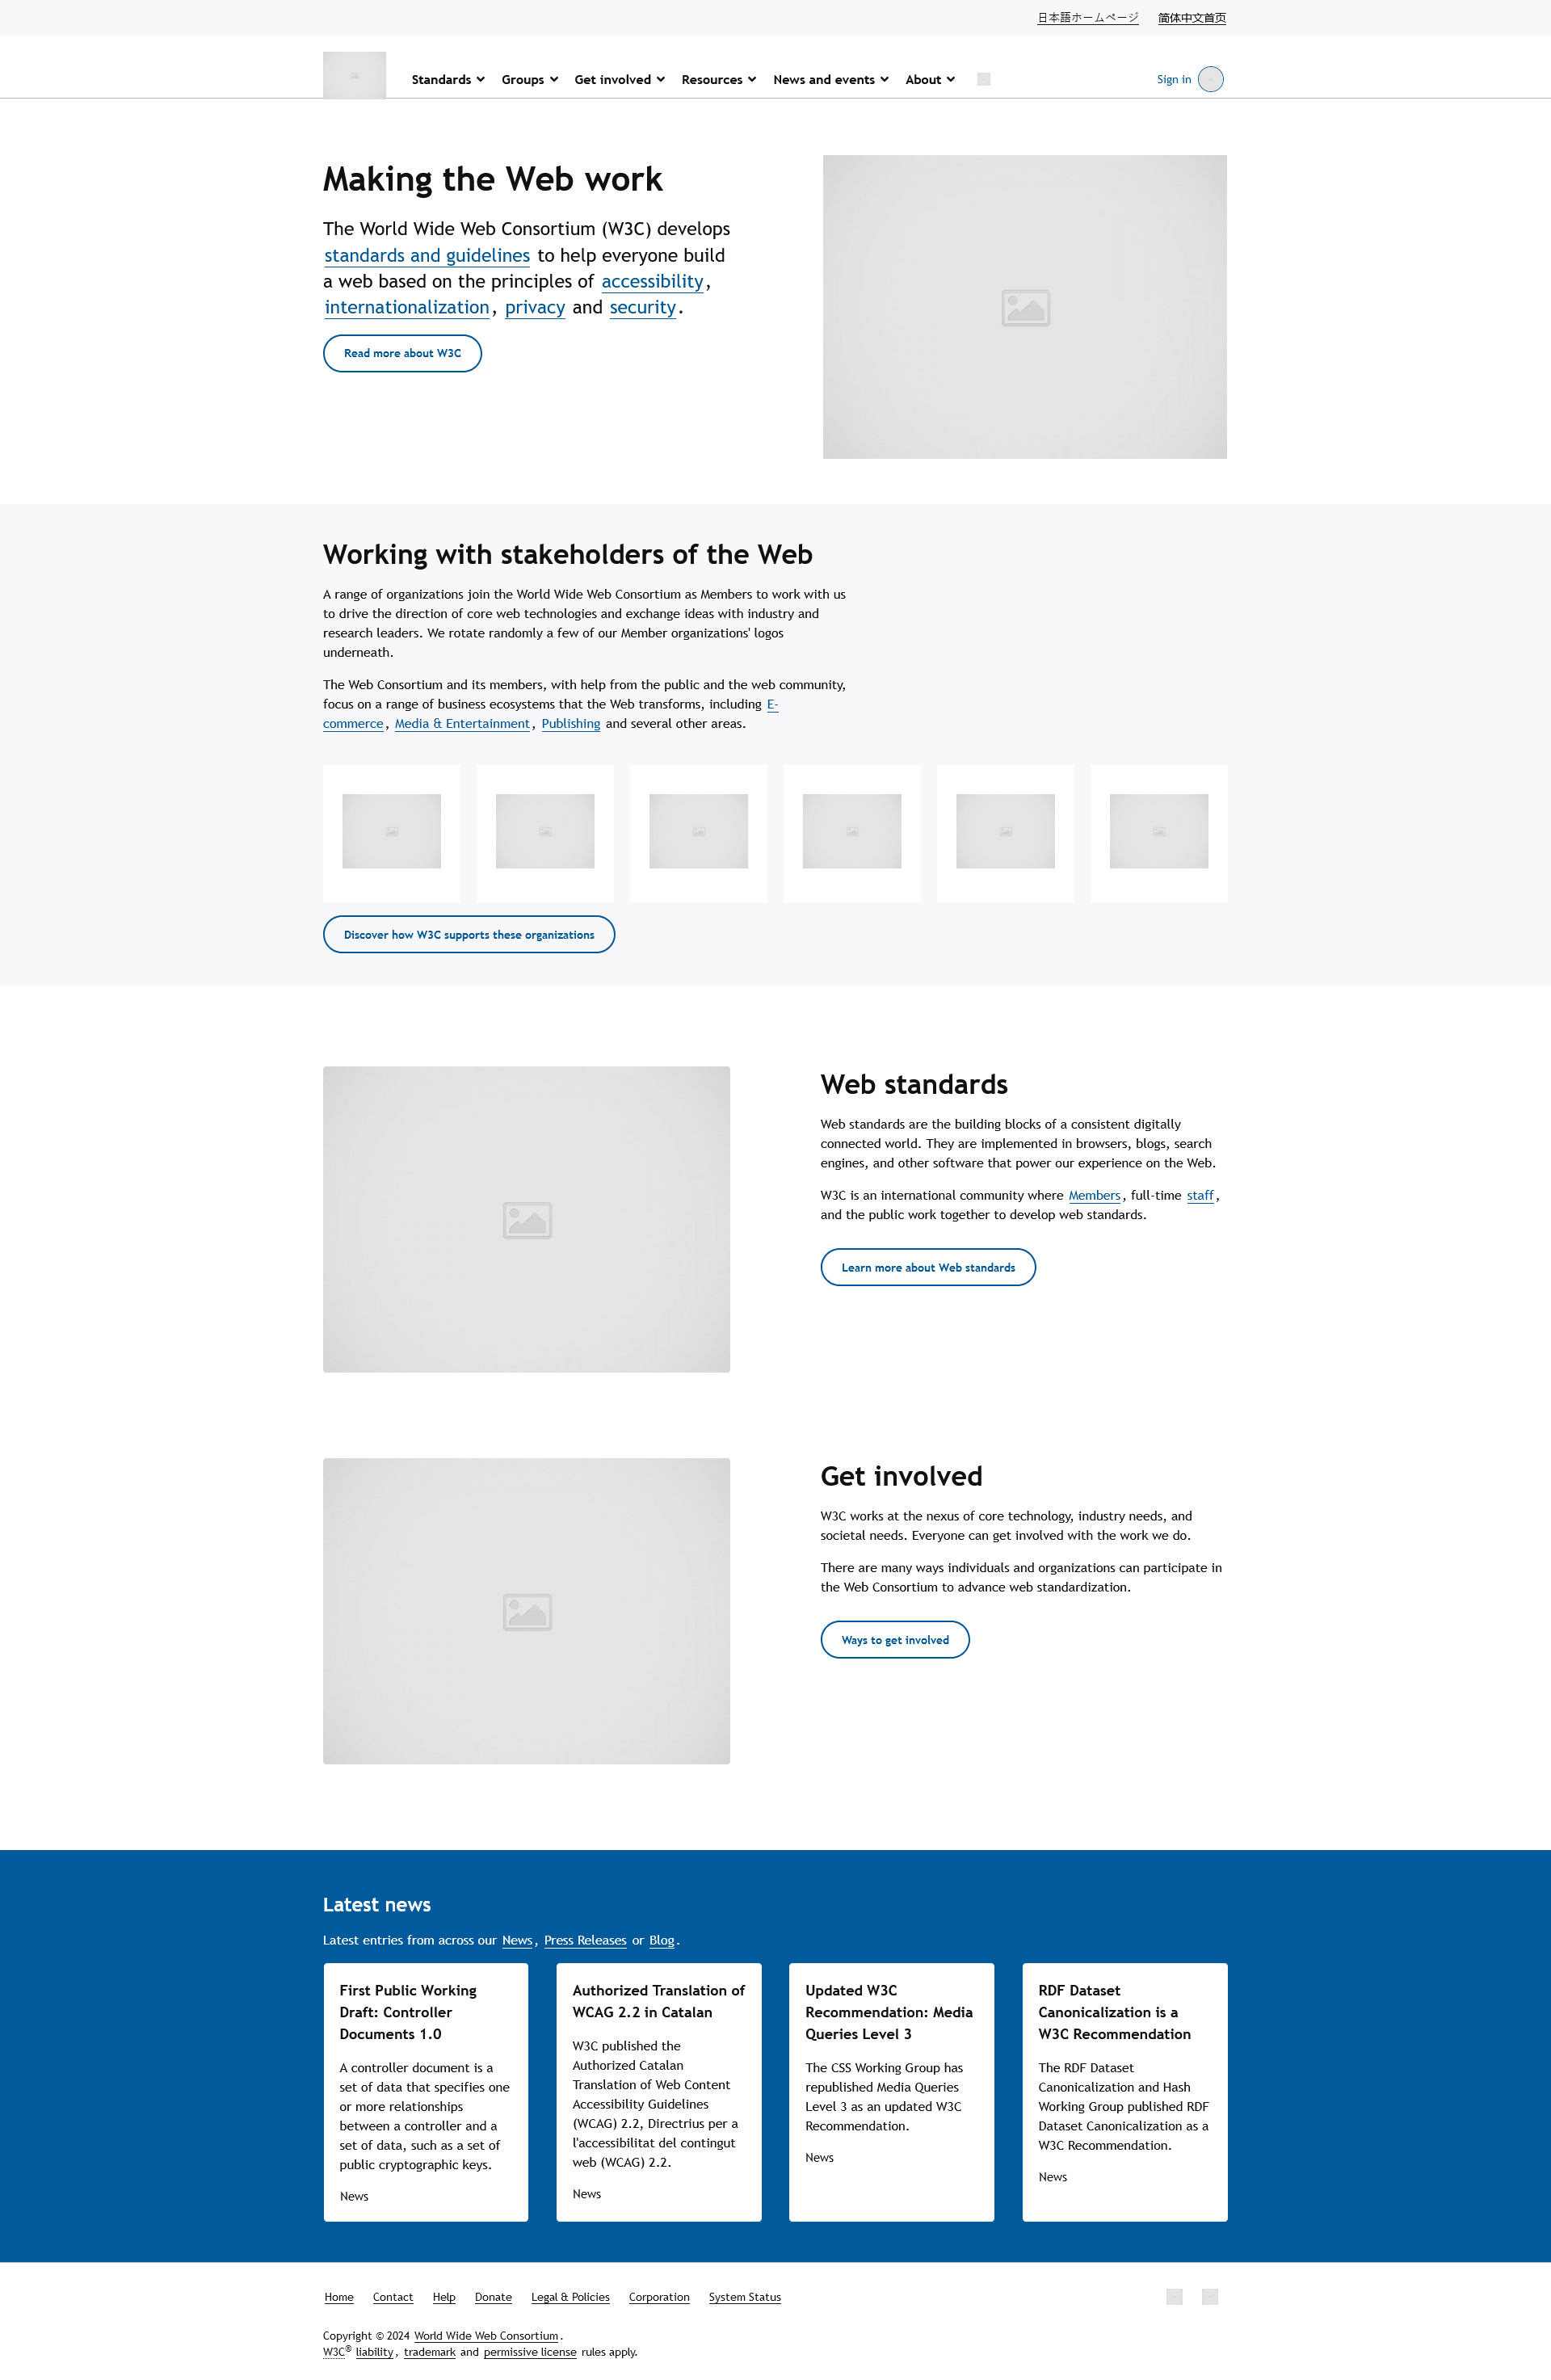 日本語ホームページ 简体中文首页
Standards Groups Get involved Resources News and events About Sign in
Making the Web work
The World Wide Web Consortium (W3C) develops
standards and guidelines to help everyone build
a web based on the principles of accessibility,
internationalization, privacy and security.
Read more about W3C
Working with stakeholders of the Web
A range of organizations join the World Wide Web Consortium as Members to work with us
to drive the direction of core web technologies and exchange ideas with industry and
research leaders. We rotate randomly a few of our Member organizations' logos
underneath.
The Web Consortium and its members, with help from the public and the web community,
focus on a range of business ecosystems that the Web transforms, including E-
commerce, Media & Entertainment, Publishing and several other areas.
Discover how W3C supports these organizations
Web standards
Web standards are the building blocks of a consistent digitally
connected world. They are implemented in browsers, blogs, search
engines, and other software that power our experience on the Web.
W3C is an international community where Members, full-time staff,
and the public work together to develop web standards.
Learn more about Web standards
Get involved
W3C works at the nexus of core technology, industry needs, and
societal needs. Everyone can get involved with the work we do.
There are many ways individuals and organizations can participate in
the Web Consortium to advance web standardization.
Ways to get involved
Latest news
Latest entries from across our News, Press Releases or Blog.
First Public Working
Draft: Controller
Documents 1.0
A controller document is a
set of data that specifies one
or more relationships
between a controller and a
set of data, such as a set of
public cryptographic keys.
News
Authorized Translation of
WCAG 2.2 in Catalan
W3C published the
Authorized Catalan
Translation of Web Content
Accessibility Guidelines
(WCAG) 2.2, Directrius per a
l'accessibilitat del contingut
web (WCAG) 2.2.
News
Updated W3C
Recommendation: Media
Queries Level 3
The CSS Working Group has
republished Media Queries
Level 3 as an updated W3C
Recommendation.
News
RDF Dataset
Canonicalization is a
W3C Recommendation
The RDF Dataset
Canonicalization and Hash
Working Group published RDF
Dataset Canonicalization as a
W3C Recommendation.
News
Home Contact Help Donate Legal & Policies Corporation System Status
Copyright © 2024 World Wide Web Consortium.
W3C® liability, trademark and permissive license rules apply.